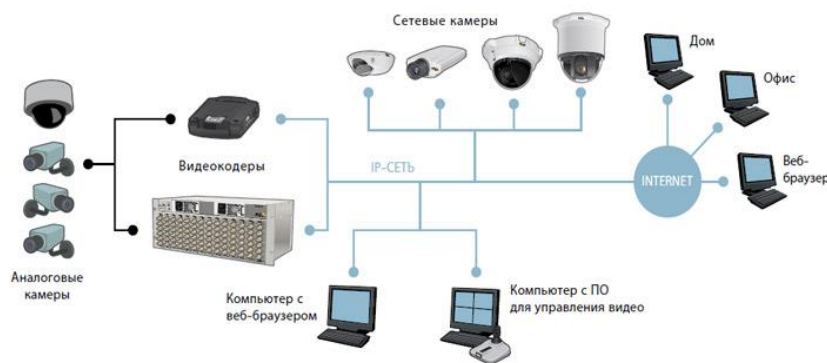 Сетевые камеры
Дом
Офис
Видеокодеры
IP-СЕТЬ
INTERNET
Веб-
браузер
Аналоговые
камеры
Компьютер с
веб-браузером
Компьютер с ПО
для управления видео